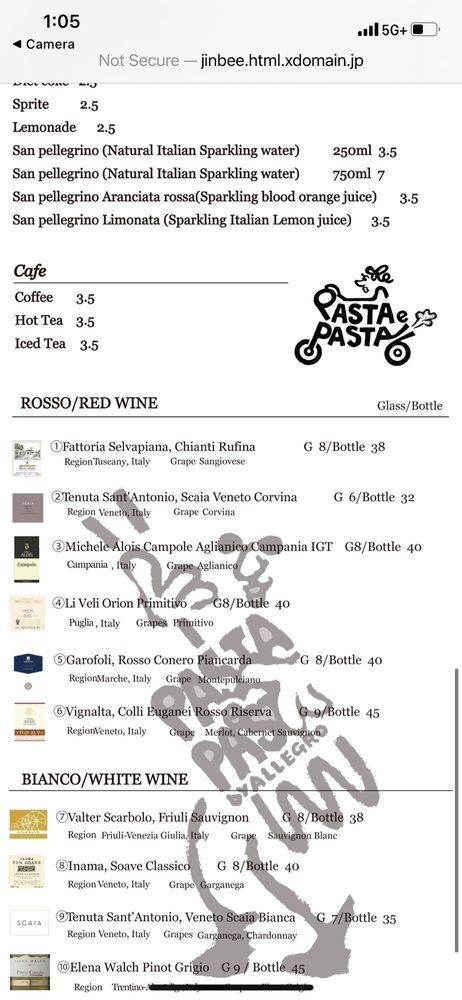 1:05
5G+
◀ Camera
Not Secure — jinbee.html.xdomain.jp
Diet coke 2.5
Sprite 2.5
Lemonade 2.5
San pellegrino (Natural Italian Sparkling water) 250ml 3.5
San pellegrino (Natural Italian Sparkling water) 750ml 7
San pellegrino Aranciata rossa(Sparkling blood orange juice) 3.5
San pellegrino Limonata (Sparkling Italian Lemon juice) 3.5
Cafe
Coffee 3.5
Hot Tea 3.5
Iced Tea 3.5
PASTA e
PASTA
ROSSO/RED WINE
Glass/Bottle
①Fattoria Selvapiana, Chianti Rufina G 8/Bottle 38
RegionTuscany, Italy Grape Sangiovese
②Tenuta Sant'Antonio, Scaia Veneto Corvina G 6/Bottle 32
Region Veneto, Italy Grape Corvina
③Michele Alois Campole Aglianico Campania IGT G8/Bottle 40
Campania , Italy Grape Aglianico
④Li Veli Orion Primitivo G8/Bottle 40
Puglia , Italy Grapes Primitivo
⑤Garofoli, Rosso Conero Piancarda G 8/Bottle 40
RegionMarche, Italy Grape Montepulciano
⑥Vignalta, Colli Euganei Rosso Riserva G 9/Bottle 45
RegionVeneto, Italy Grape Merlot, Cabernet Sauvignon
PASTA
PASTA
by ALLEGRO
BIANCO/WHITE WINE
⑦Valter Scarbolo, Friuli Sauvignon G 8/Bottle 38
Region Friuli-Venezia Giulia, Italy Grape Sauvignon Blanc
⑧Inama, Soave Classico G 8/Bottle 40
Region Veneto, Italy Grape Garganega
⑨Tenuta Sant'Antonio, Veneto Scaia Bianca G 7/Bottle 35
Region Veneto, Italy Grapes Garganega, Chardonnay
SCAIA
⑩Elena Walch Pinot Grigio G 9 / Bottle 45
Region Trentino-